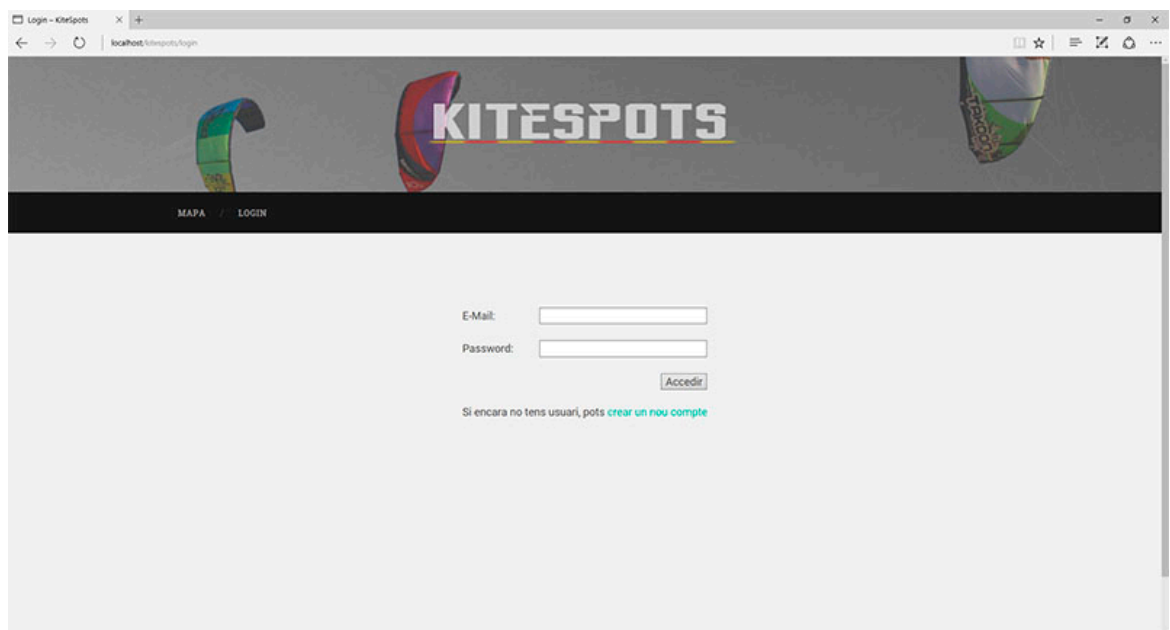 Login – KiteSpots
localhost/kitespots/login
KITESPOTS
TAKOON
MAPA / LOGIN
E-Mail:
Password:
Accedir
Si encara no tens usuari, pots crear un nou compte